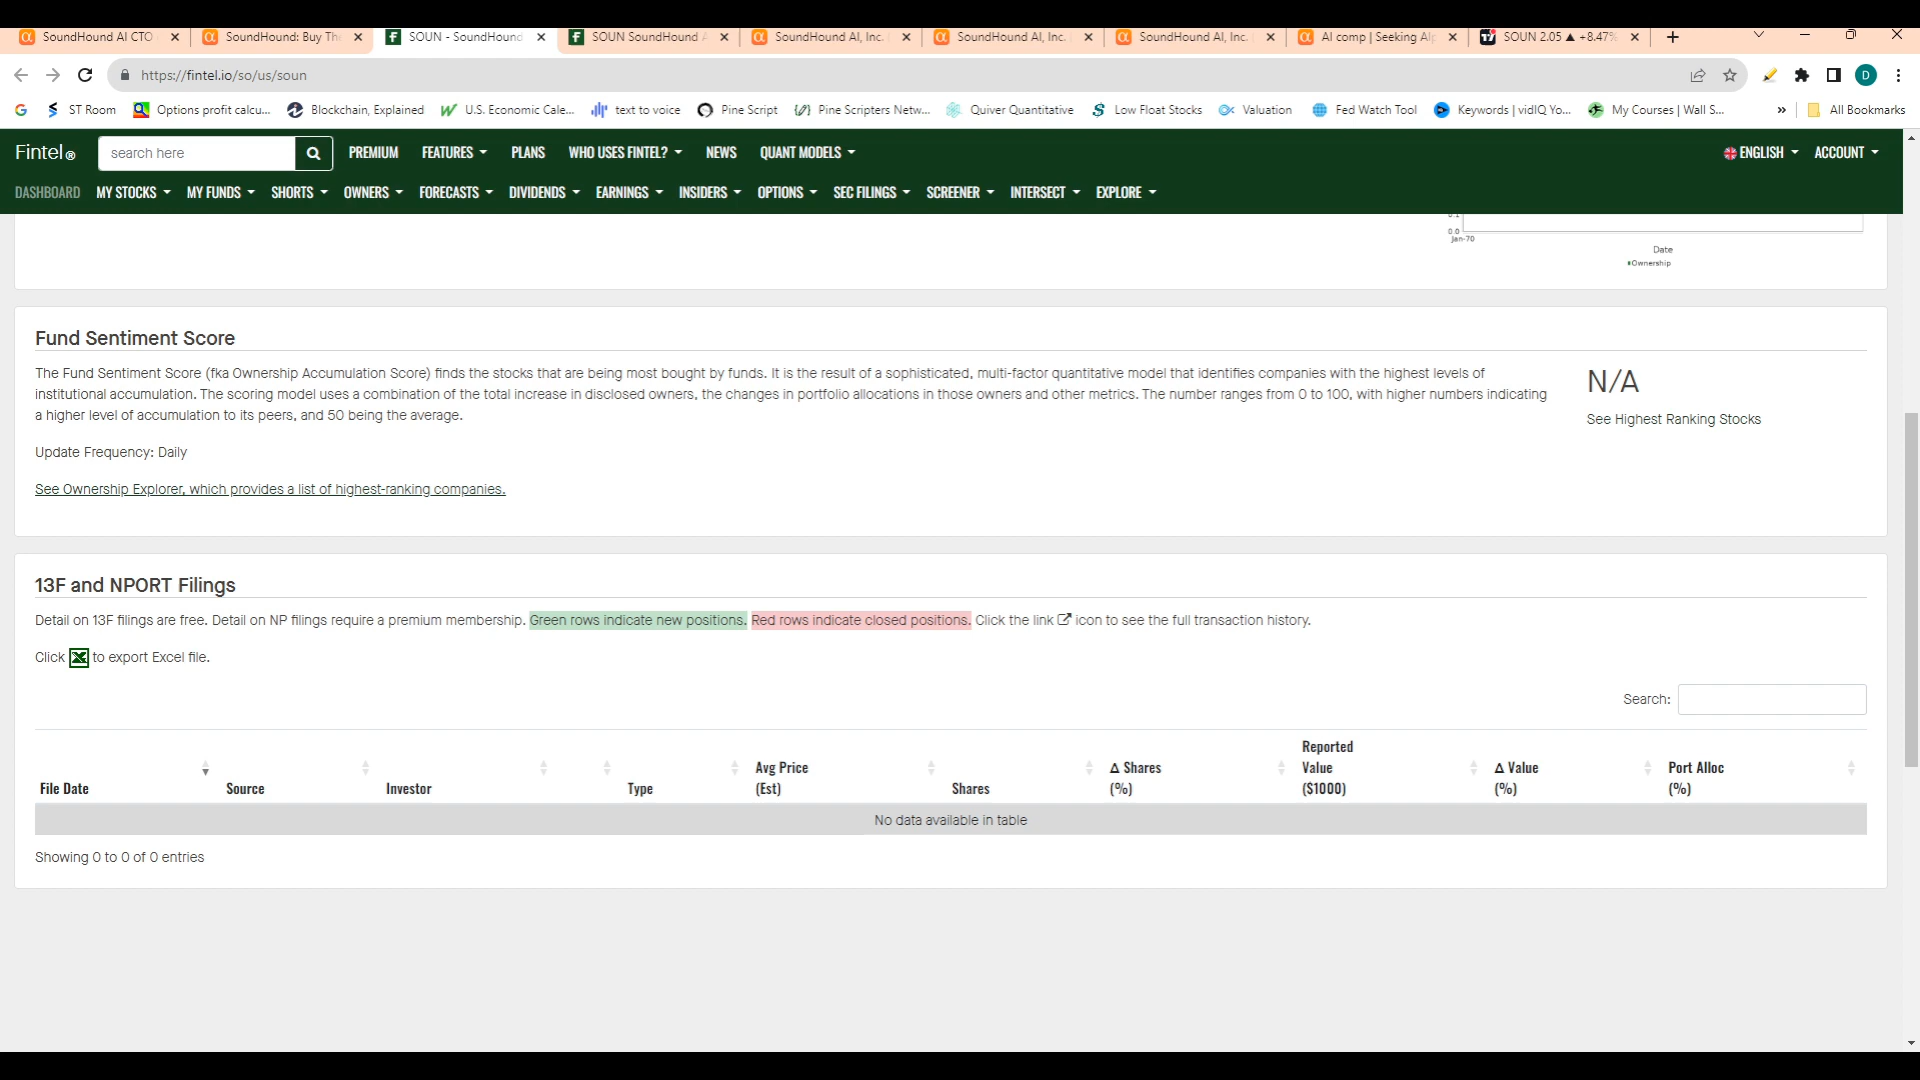 SoundHound AI CTO
SoundHound: Buy Th
SOUN - SoundHound
SOUN SoundHound A
SoundHound AI, Inc.
SoundHound AI, Inc.
SoundHound AI, Inc.
AI comp | Seeking Alp
SOUN 2.05 ▲ +8.47%
https://fintel.io/so/us/soun
D
ST Room
Options profit calcu...
Blockchain, Explained
U.S. Economic Cale...
text to voice
Pine Script
Pine Scripters Netw...
Quiver Quantitative
Low Float Stocks
Valuation
Fed Watch Tool
Keywords | vidIQ Yo...
My Courses | Wall S...
»
All Bookmarks
Fintel®
search here
PREMIUM
FEATURES
PLANS
WHO USES FINTEL?
NEWS
QUANT MODELS
ENGLISH
ACCOUNT
DASHBOARD
MY STOCKS
MY FUNDS
SHORTS
OWNERS
FORECASTS
DIVIDENDS
EARNINGS
INSIDERS
OPTIONS
SEC FILINGS
SCREENER
INTERSECT
EXPLORE
0.0
Jan-70
Date
Ownership
Fund Sentiment Score
The Fund Sentiment Score (fka Ownership Accumulation Score) finds the stocks that are being most bought by funds. It is the result of a sophisticated, multi-factor quantitative model that identifies companies with the highest levels of
institutional accumulation. The scoring model uses a combination of the total increase in disclosed owners, the changes in portfolio allocations in those owners and other metrics. The number ranges from 0 to 100, with higher numbers indicating
a higher level of accumulation to its peers, and 50 being the average.
N/A
See Highest Ranking Stocks
Update Frequency: Daily
See Ownership Explorer, which provides a list of highest-ranking companies.
13F and NPORT Filings
Detail on 13F filings are free. Detail on NP filings require a premium membership. Green rows indicate new positions. Red rows indicate closed positions. Click the link icon to see the full transaction history.
Click to export Excel file.
Search:
File Date
Source
Investor
Type
Avg Price
(Est)
Shares
Δ Shares
(%)
Reported
Value
($1000)
Δ Value
(%)
Port Alloc
(%)
No data available in table
Showing 0 to 0 of 0 entries